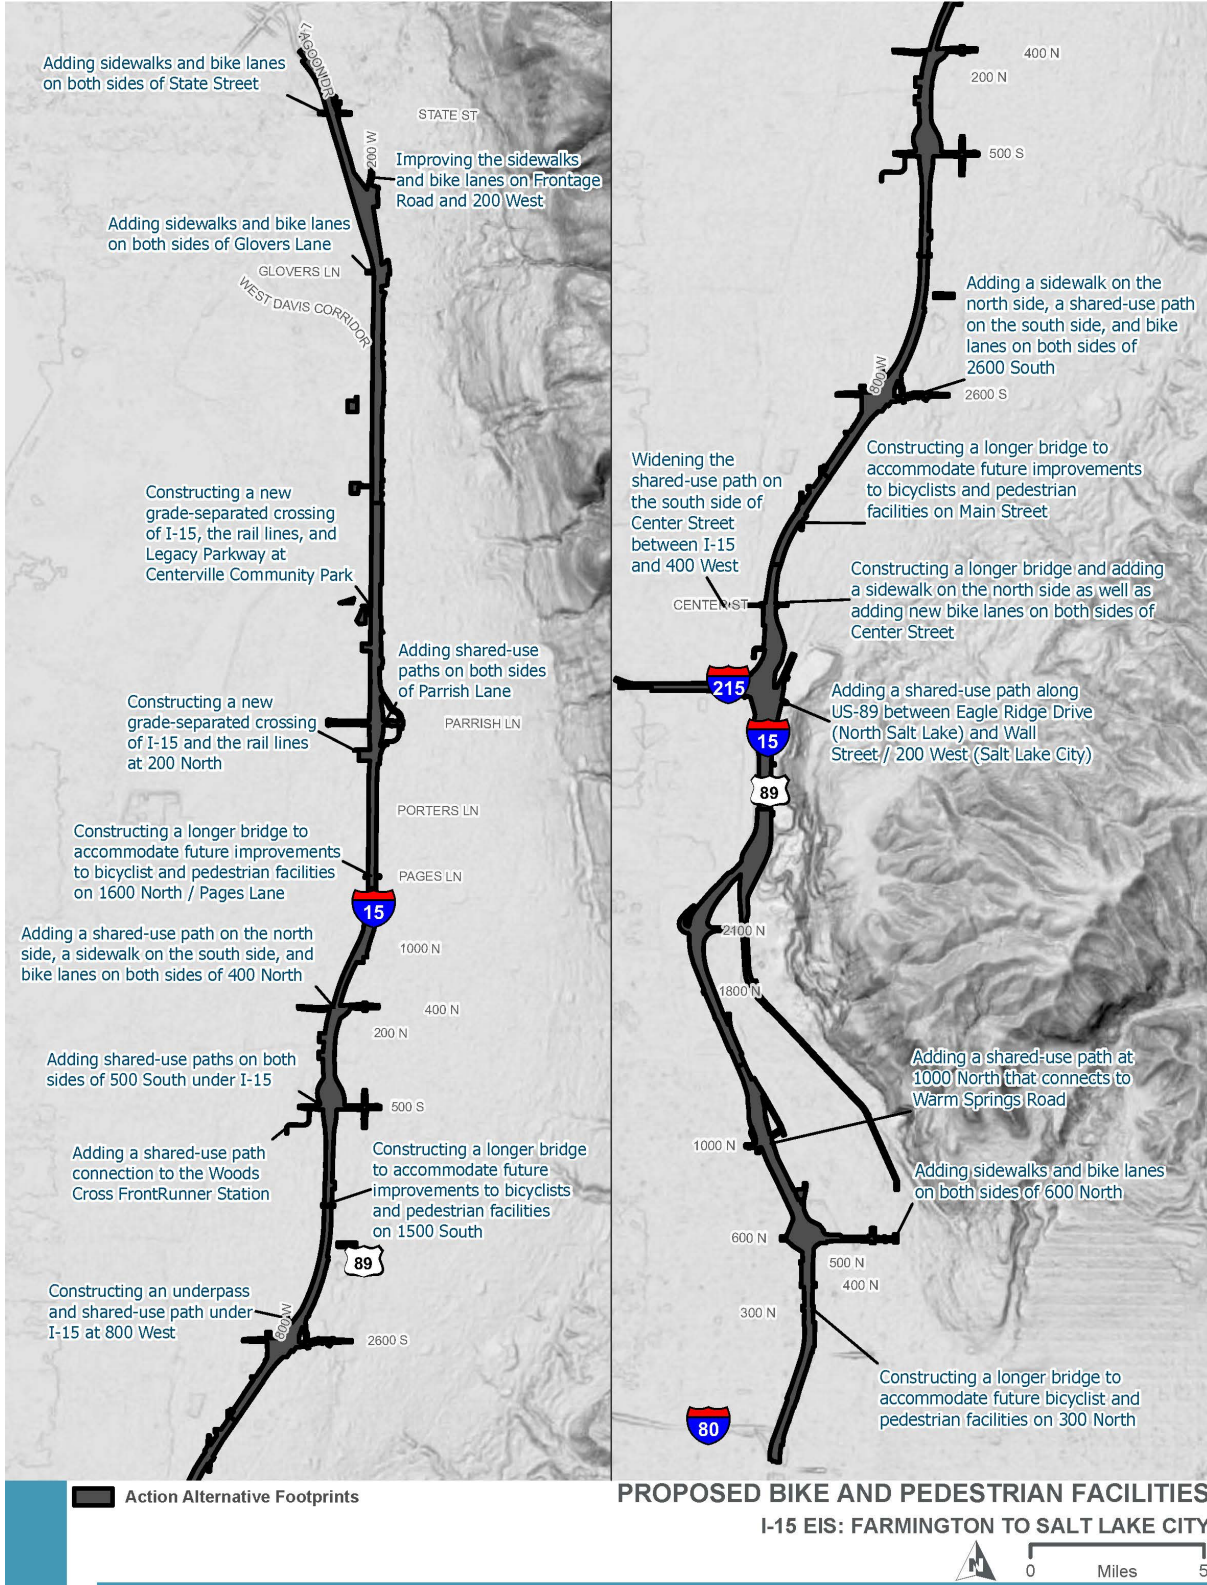 LAGOON DR
Adding sidewalks and bike lanes
on both sides of State Street
STATE ST
200 W
Improving the sidewalks
and bike lanes on Frontage
Road and 200 West
Adding sidewalks and bike lanes
on both sides of Glovers Lane
GLOVERS LN
WEST DAVIS CORRIDOR
Constructing a new
grade-separated crossing
of I-15, the rail lines, and
Legacy Parkway at
Centerville Community Park
Adding shared-use
paths on both sides
of Parrish Lane
Constructing a new
grade-separated crossing
of I-15 and the rail lines
at 200 North
PARRISH LN
PORTERS LN
Constructing a longer bridge to
accommodate future improvements
to bicyclist and pedestrian facilities
on 1600 North / Pages Lane
PAGES LN
15
Adding a shared-use path on the north
side, a sidewalk on the south side, and
bike lanes on both sides of 400 North
1000 N
400 N
200 N
Adding shared-use paths on both
sides of 500 South under I-15
500 S
Adding a shared-use path
connection to the Woods
Cross FrontRunner Station
Constructing a longer bridge
to accommodate future
improvements to bicyclists
and pedestrian facilities
on 1500 South
89
Constructing an underpass
and shared-use path under
I-15 at 800 West
800 W
2600 S
400 N
200 N
500 S
Adding a sidewalk on the
north side, a shared-use path
on the south side, and bike
lanes on both sides of
2600 South
800 W
2600 S
Constructing a longer bridge to
accommodate future improvements
to bicyclists and pedestrian
facilities on Main Street
Widening the
shared-use path on
the south side of
Center Street
between I-15
and 400 West
CENTER ST
Constructing a longer bridge and adding
a sidewalk on the north side as well as
adding new bike lanes on both sides of
Center Street
215
15
Adding a shared-use path along
US-89 between Eagle Ridge Drive
(North Salt Lake) and Wall
Street / 200 West (Salt Lake City)
89
2100 N
1800 N
Adding a shared-use path at
1000 North that connects to
Warm Springs Road
1000 N
Adding sidewalks and bike lanes
on both sides of 600 North
600 N
500 N
400 N
300 N
Constructing a longer bridge to
accommodate future bicyclist and
pedestrian facilities on 300 North
80
Action Alternative Footprints
PROPOSED BIKE AND PEDESTRIAN FACILITIES
I-15 EIS: FARMINGTON TO SALT LAKE CITY
N
0 Miles 5